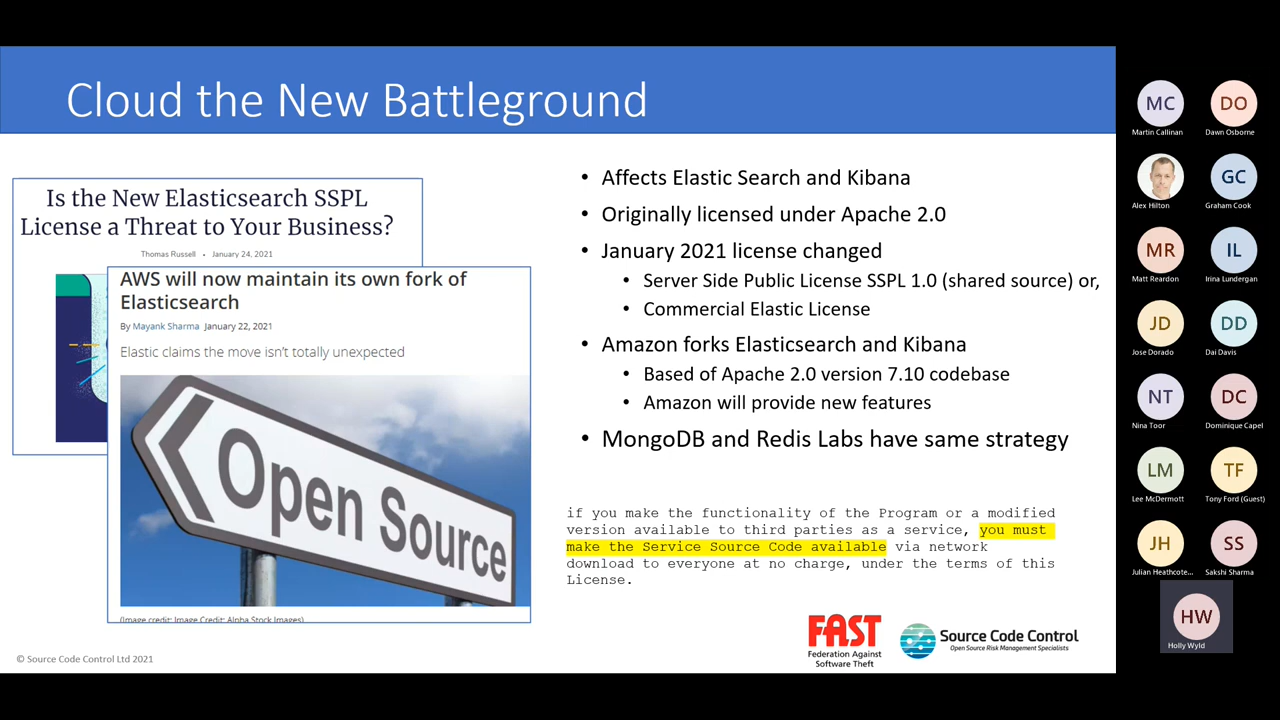 Cloud the New Battleground
Is the New Elasticsearch SSPL
License a Threat to Your Business?
Thomas Russell • January 24, 2021
AWS will now maintain its own fork of
Elasticsearch
By Mayank Sharma January 22, 2021
Elastic claims the move isn't totally unexpected
Open Source
(Image credit: Image Credit: Alpha Stock Images)
• Affects Elastic Search and Kibana
• Originally licensed under Apache 2.0
• January 2021 license changed
• Server Side Public License SSPL 1.0 (shared source) or,
• Commercial Elastic License
• Amazon forks Elasticsearch and Kibana
• Based of Apache 2.0 version 7.10 codebase
• Amazon will provide new features
• MongoDB and Redis Labs have same strategy
if you make the functionality of the Program or a modified
version available to third parties as a service, you must
make the Service Source Code available via network
download to everyone at no charge, under the terms of this
License.
FAST
Federation Against
Software Theft
Source Code Control
Open Source Risk Management Specialists
© Source Code Control Ltd 2021
MC
Martin Callinan
DO
Dawn Osborne
Alex Hilton
GC
Graham Cook
MR
Matt Reardon
IL
Irina Lundergan
JD
Jose Dorado
DD
Dai Davis
NT
Nina Toor
DC
Dominique Capel
LM
Lee McDermott
TF
Tony Ford (Guest)
JH
Julian Heathcote...
SS
Sakshi Sharma
HW
Holly Wyld